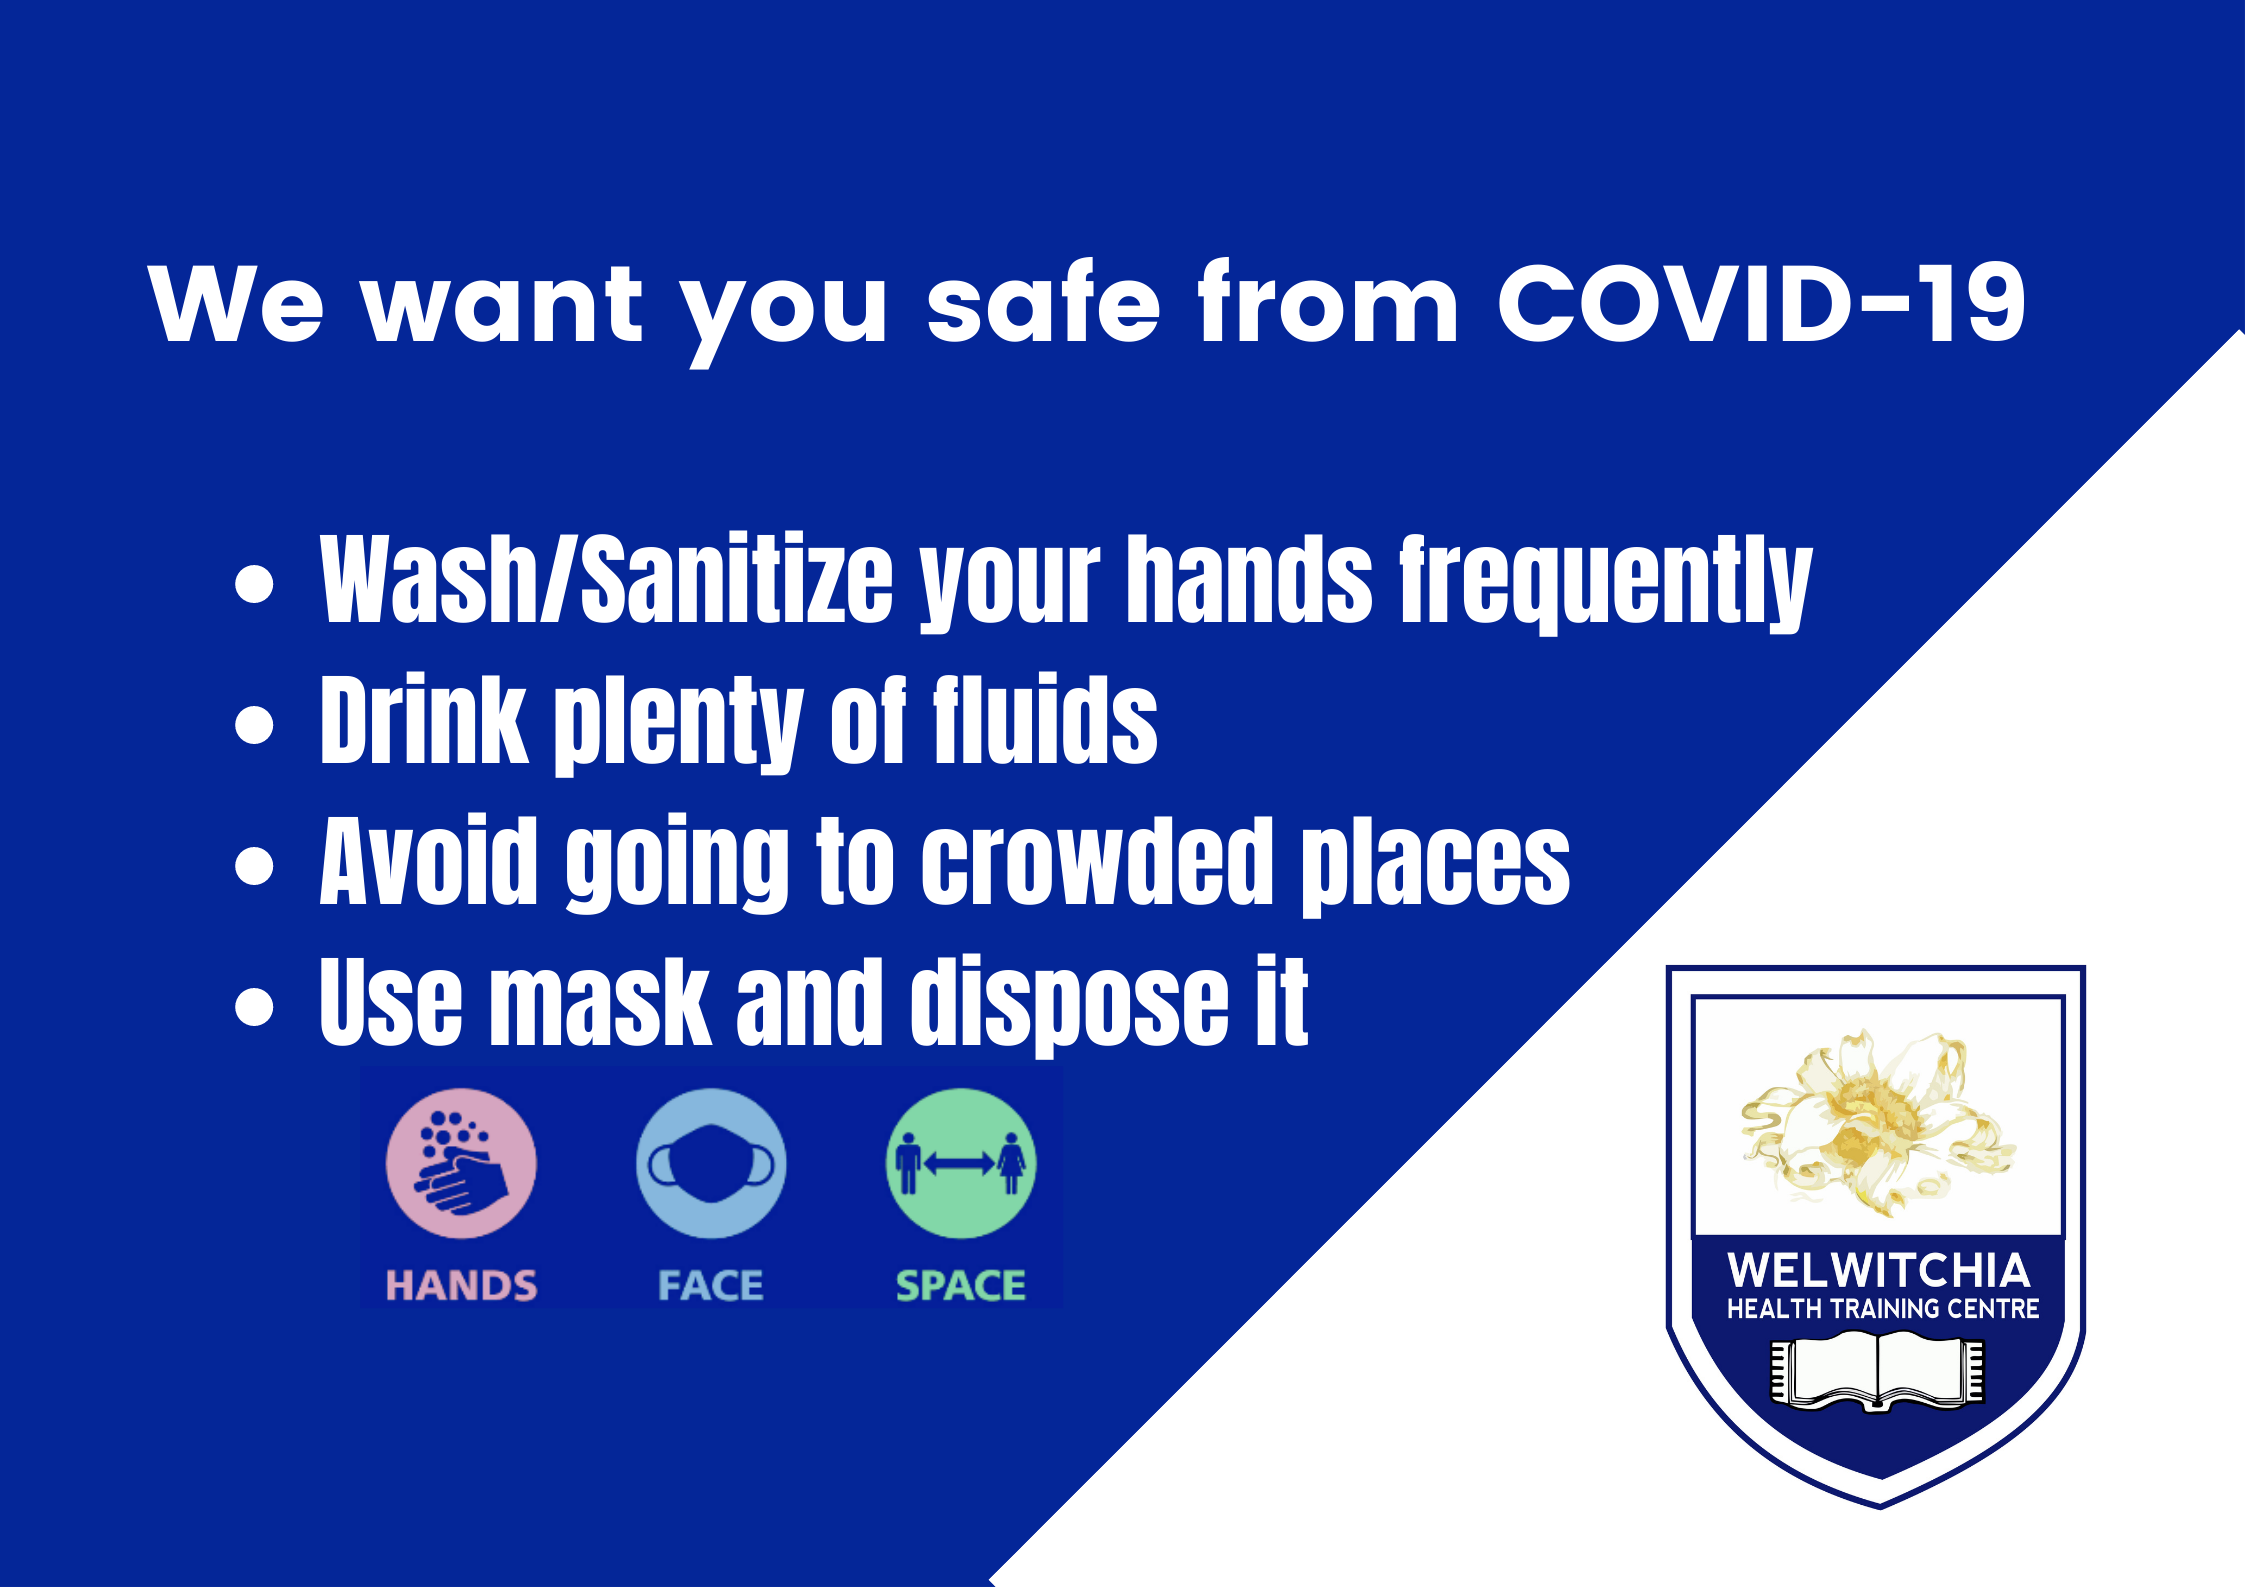 We want you safe from COVID-19
• Wash/Sanitize your hands frequently
• Drink plenty of fluids
• Avoid going to crowded places
• Use mask and dispose it
HANDS FACE SPACE
WELWITCHIA
HEALTH TRAINING CENTRE